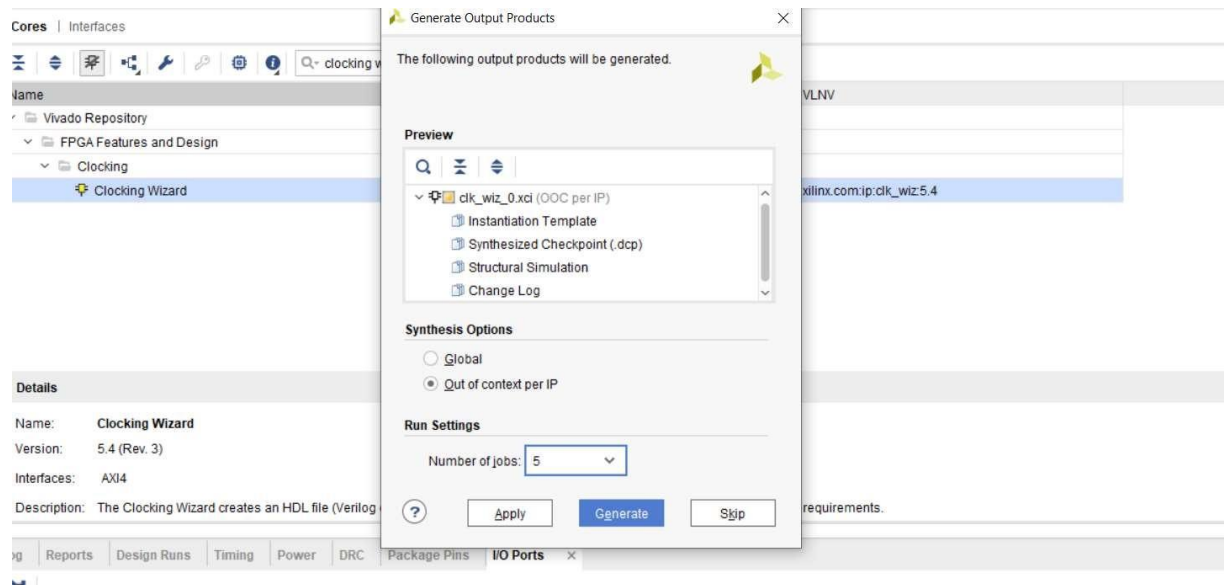 Cores | Interfaces
Generate Output Products
The following output products will be generated.
clocking w
Name
VLNV
Vivado Repository
FPGA Features and Design
Clocking
Clocking Wizard
xilinx.com:ip:clk_wiz:5.4
Preview
clk_wiz_0.xci (OOC per IP)
Instantiation Template
Synthesized Checkpoint (.dcp)
Structural Simulation
Change Log
Synthesis Options
Global
Out of context per IP
Details
Name: Clocking Wizard
Version: 5.4 (Rev. 3)
Interfaces: AXI4
Description: The Clocking Wizard creates an HDL file (Verilog
requirements.
Run Settings
Number of jobs: 5
? Apply Generate Skip
og Reports Design Runs Timing Power DRC Package Pins I/O Ports ×